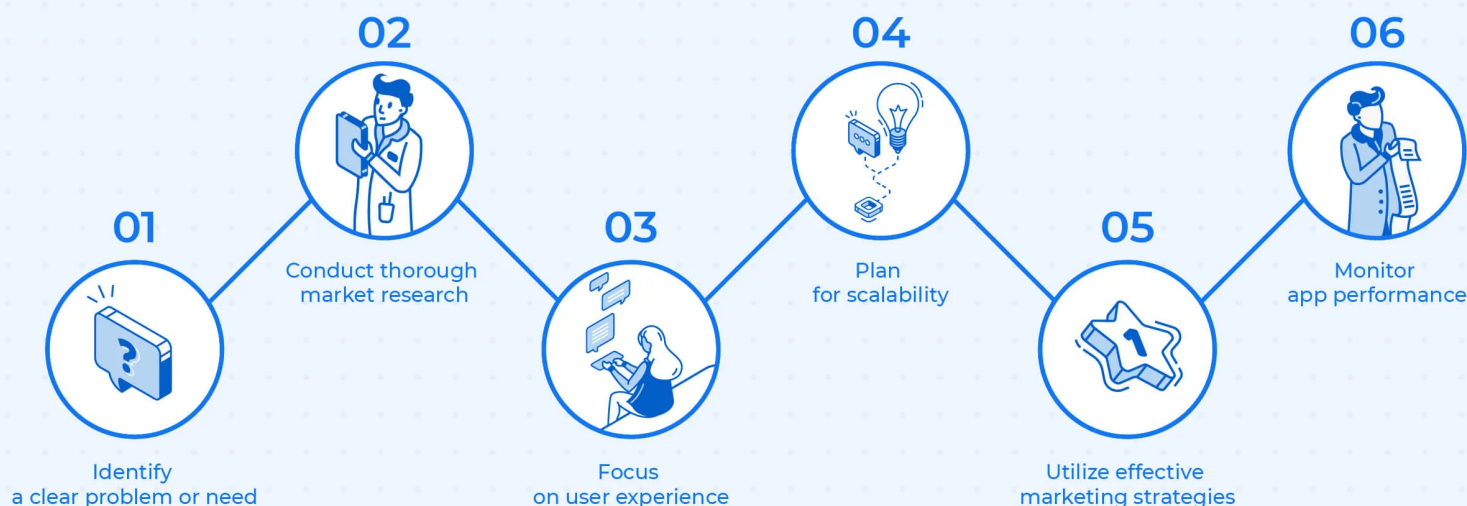 01
Identify
a clear problem or need
02
Conduct thorough
market research
03
Focus
on user experience
04
Plan
for scalability
05
Utilize effective
marketing strategies
06
Monitor
app performance
?
1